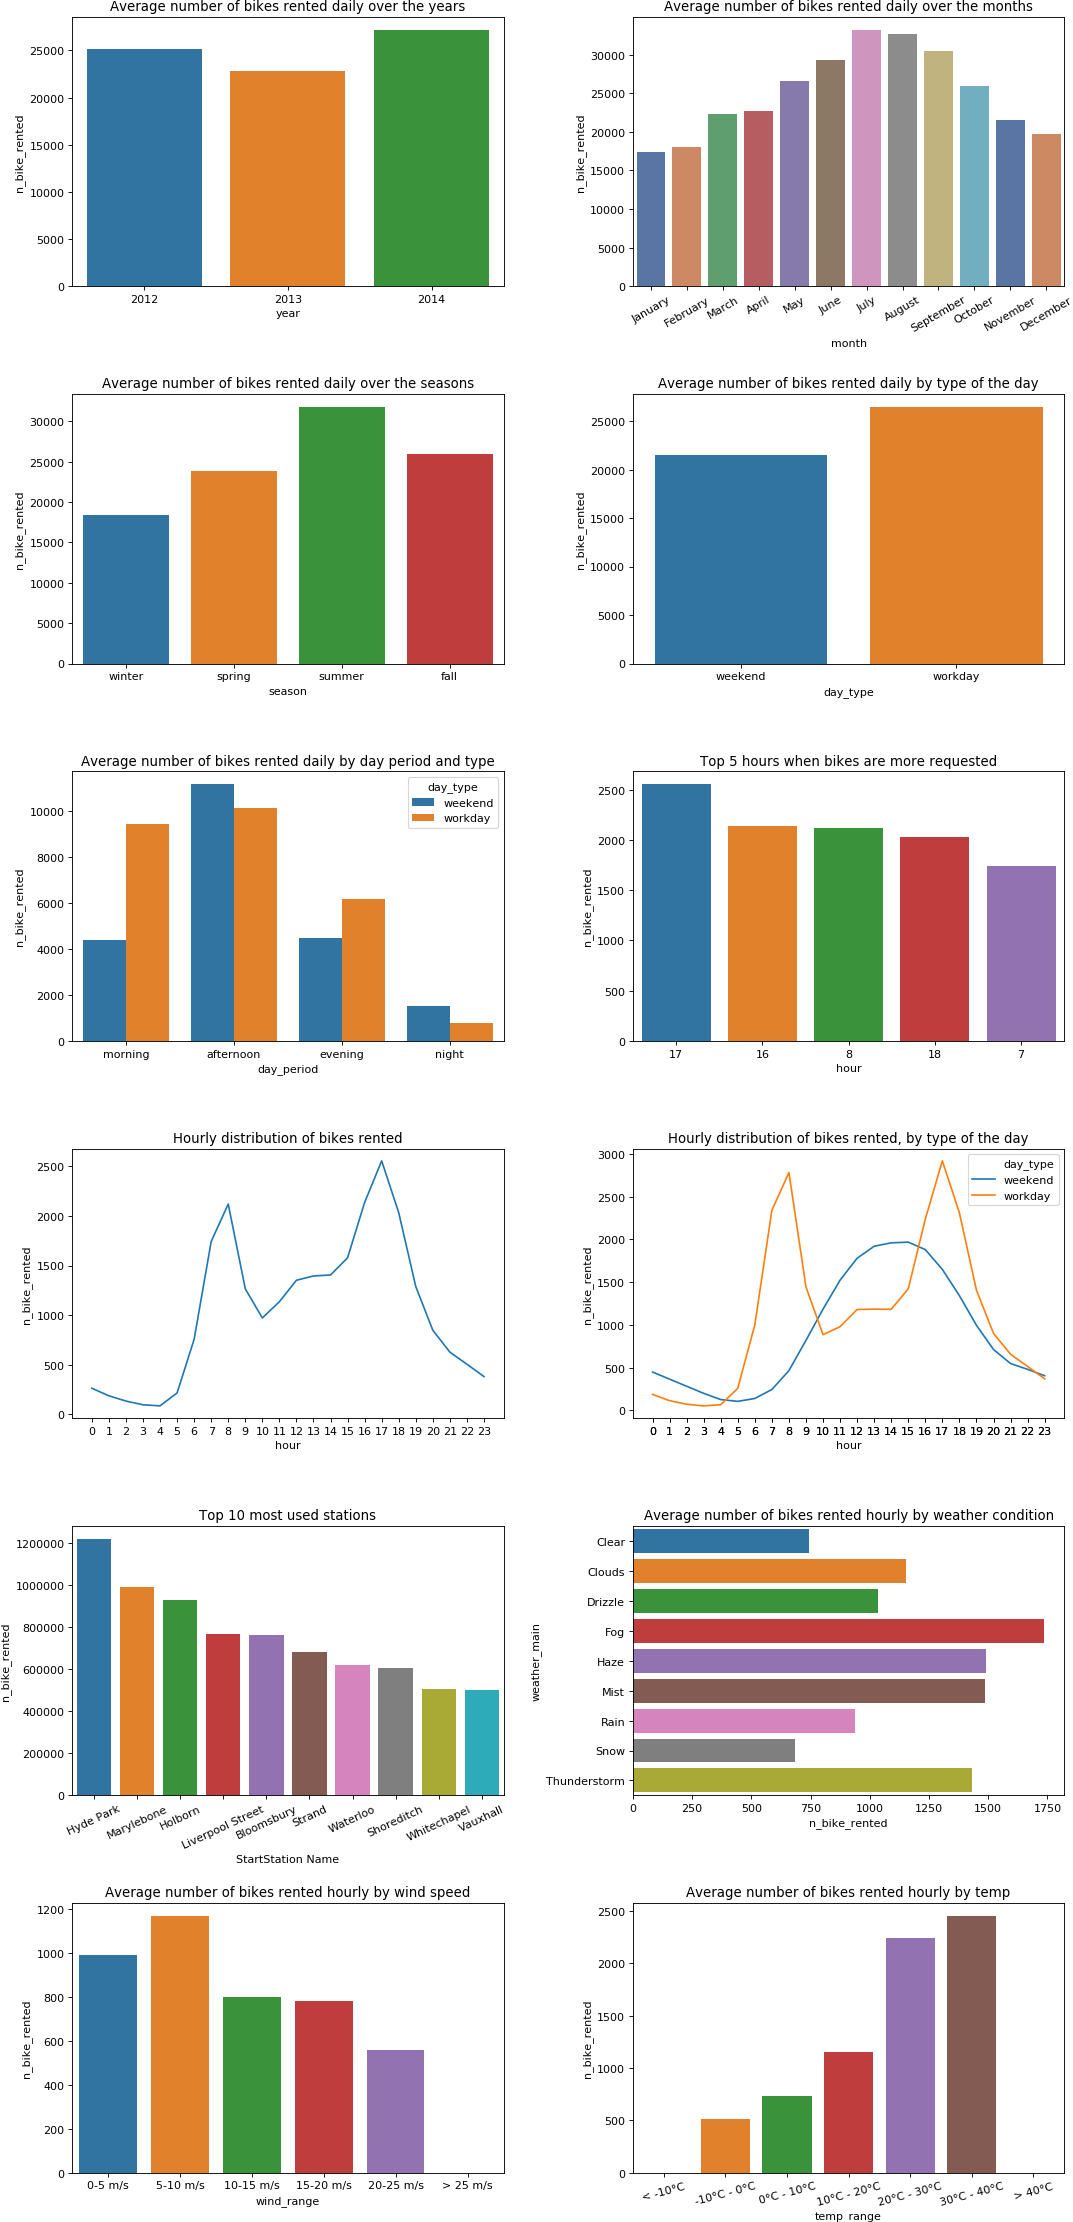 Average number of bikes rented daily over the years
n_bike_rented
25000
20000
15000
10000
5000
0
2012 2013 2014
year
Average number of bikes rented daily over the months
n_bike_rented
30000
25000
20000
15000
10000
5000
0
January February March April May June July August September October November December
month
Average number of bikes rented daily over the seasons
n_bike_rented
30000
25000
20000
15000
10000
5000
0
winter spring summer fall
season
Average number of bikes rented daily by type of the day
n_bike_rented
25000
20000
15000
10000
5000
0
weekend workday
day_type
Average number of bikes rented daily by day period and type
n_bike_rented
10000
8000
6000
4000
2000
0
day_type
weekend
workday
morning afternoon evening night
day_period
Top 5 hours when bikes are more requested
n_bike_rented
2500
2000
1500
1000
500
0
17 16 8 18 7
hour
Hourly distribution of bikes rented
n_bike_rented
2500
2000
1500
1000
500
0
0 1 2 3 4 5 6 7 8 9 10 11 12 13 14 15 16 17 18 19 20 21 22 23
hour
Hourly distribution of bikes rented, by type of the day
n_bike_rented
3000
2500
2000
1500
1000
500
0
day_type
weekend
workday
0 1 2 3 4 5 6 7 8 9 10 11 12 13 14 15 16 17 18 19 20 21 22 23
hour
Top 10 most used stations
n_bike_rented
1200000
1000000
800000
600000
400000
200000
0
Hyde Park Marylebone Holborn Liverpool Street Bloomsbury Strand Waterloo Shoreditch Whitechapel Vauxhall
StartStation Name
Average number of bikes rented hourly by weather condition
weather_main
Clear
Clouds
Drizzle
Fog
Haze
Mist
Rain
Snow
Thunderstorm
0 250 500 750 1000 1250 1500 1750
n_bike_rented
Average number of bikes rented hourly by wind speed
n_bike_rented
1200
1000
800
600
400
200
0
0-5 m/s 5-10 m/s 10-15 m/s 15-20 m/s 20-25 m/s > 25 m/s
wind_range
Average number of bikes rented hourly by temp
n_bike_rented
2500
2000
1500
1000
500
0
< -10°C -10°C - 0°C 0°C - 10°C 10°C - 20°C 20°C - 30°C 30°C - 40°C > 40°C
temp_range